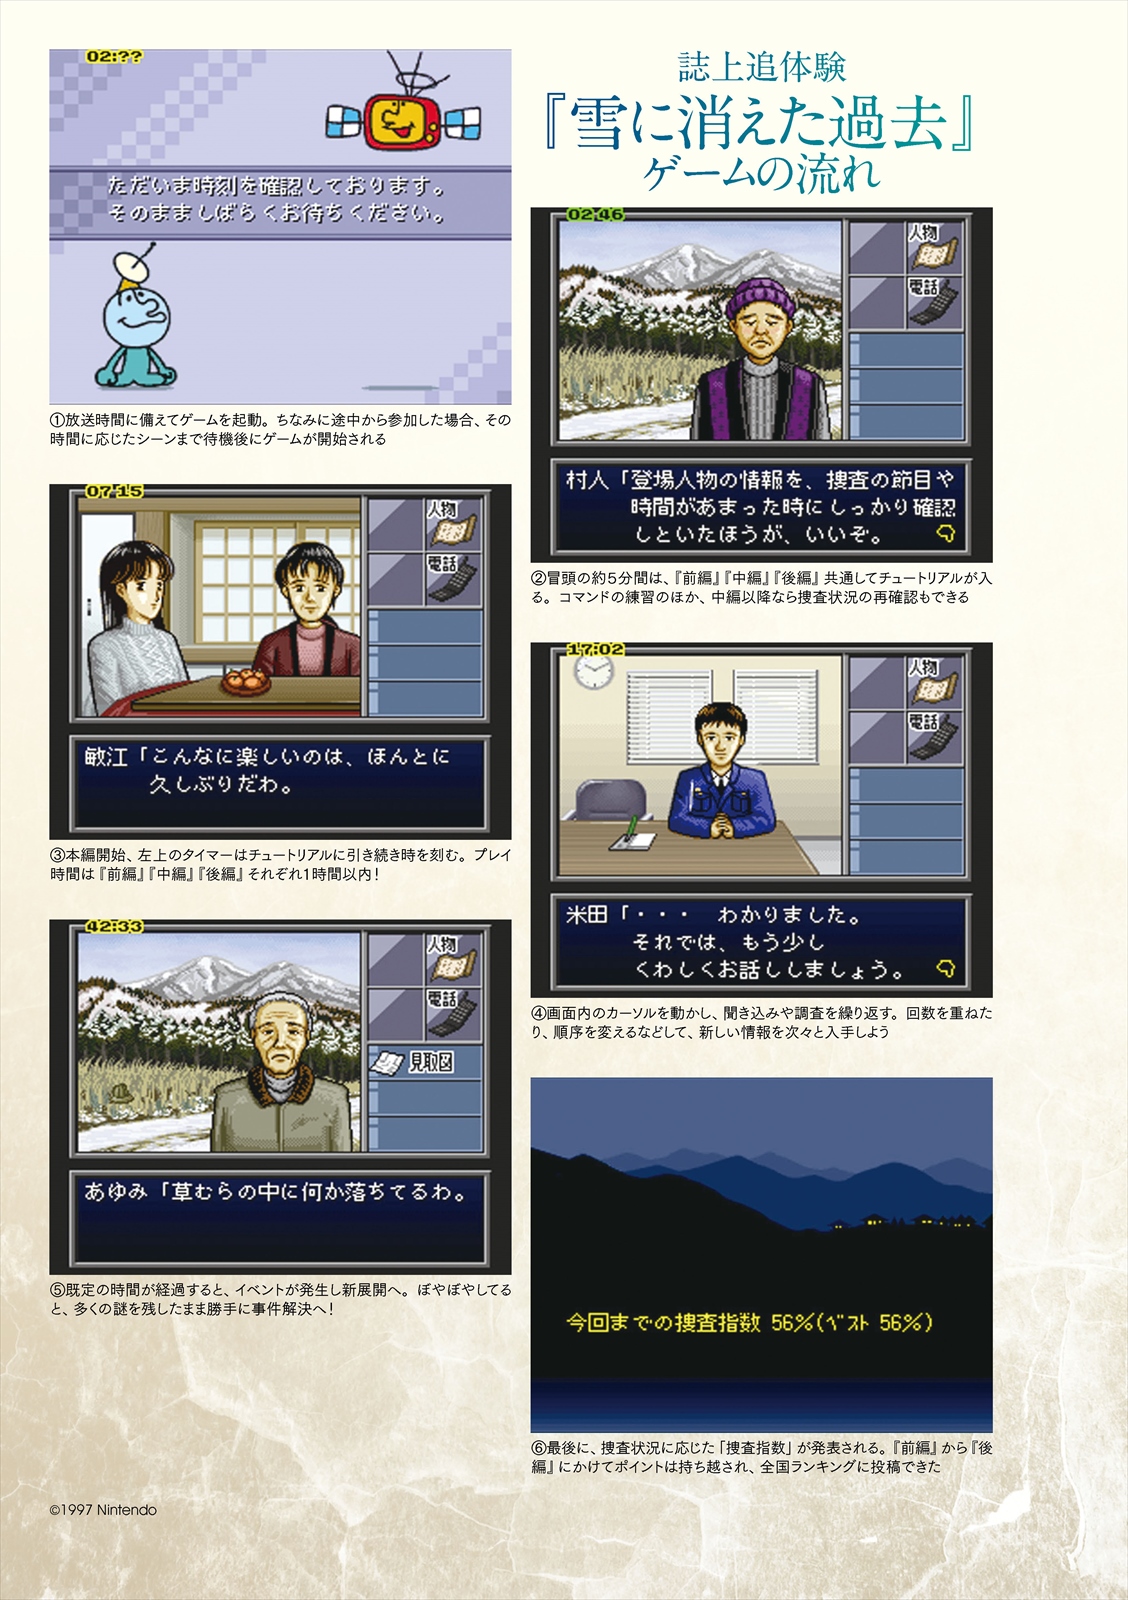 誌上追体験
『雪に消えた過去』
ゲームの流れ
02:??
ただいま時刻を確認しております。
そのまましばらくお待ちください。
①放送時間に備えてゲームを起動。ちなみに途中から参加した場合、その
時間に応じたシーンまで待機後にゲームが開始される
02:46
人物
電話
村人「登場人物の情報を、捜査の節目や
時間があまった時にしっかり確認
しといたほうが、いいぞ。
②冒頭の約5分間は、『前編』『中編』『後編』共通してチュートリアルが入
る。コマンドの練習のほか、中編以降なら捜査状況の再確認もできる
07:15
人物
電話
敏江「こんなに楽しいのは、ほんとに
久しぶりだわ。
③本編開始、左上のタイマーはチュートリアルに引き続き時を刻む。プレイ
時間は『前編』『中編』『後編』それぞれ1時間以内！
17:02
人物
電話
米田「・・・　わかりました。
それでは、もう少し
くわしくお話ししましょう。
④画面内のカーソルを動かし、聞き込みや調査を繰り返す。回数を重ねた
り、順序を変えるなどして、新しい情報を次々と入手しよう
42:33
人物
電話
見取図
あゆみ「草むらの中に何か落ちてるわ。
⑤既定の時間が経過すると、イベントが発生し新展開へ。ぼやぼやしてる
と、多くの謎を残したまま勝手に事件解決へ！
今回までの捜査指数 56%(ﾍﾞｽﾄ 56%)
⑥最後に、捜査状況に応じた「捜査指数」が発表される。『前編』から『後
編』にかけてポイントは持ち越され、全国ランキングに投稿できた
©1997 Nintendo